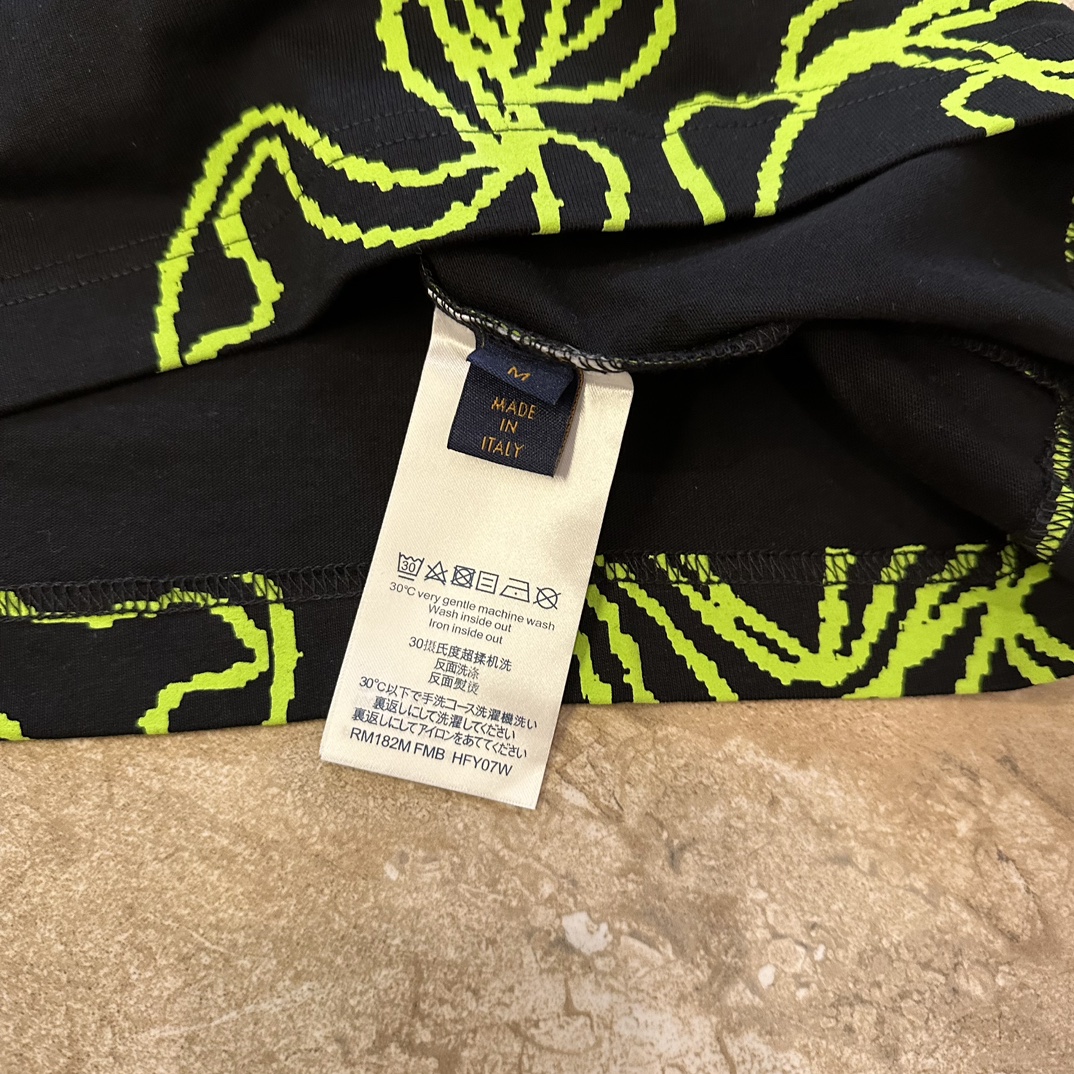 M
MADE
IN
ITALY
30
30℃ very gentle machine wash
Wash inside out
Iron inside out
30摄氏度超揉机洗
反面洗涤
反面熨烫
30℃以下で手洗コース洗濯機洗い
裏返しにして洗濯してください
裏返しにしてアイロンをあててください
RM182M FMB HFY07W